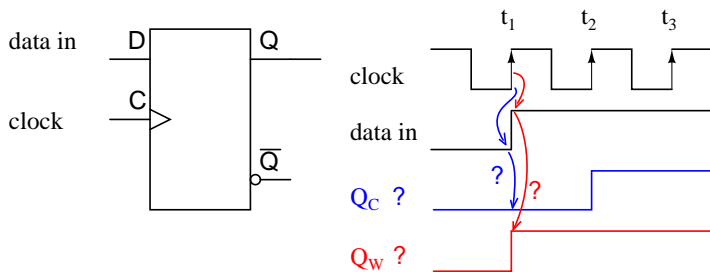 data in D Q
clock C
Q
t1 t2 t3
clock
data in
? ?
QC ?
QW ?